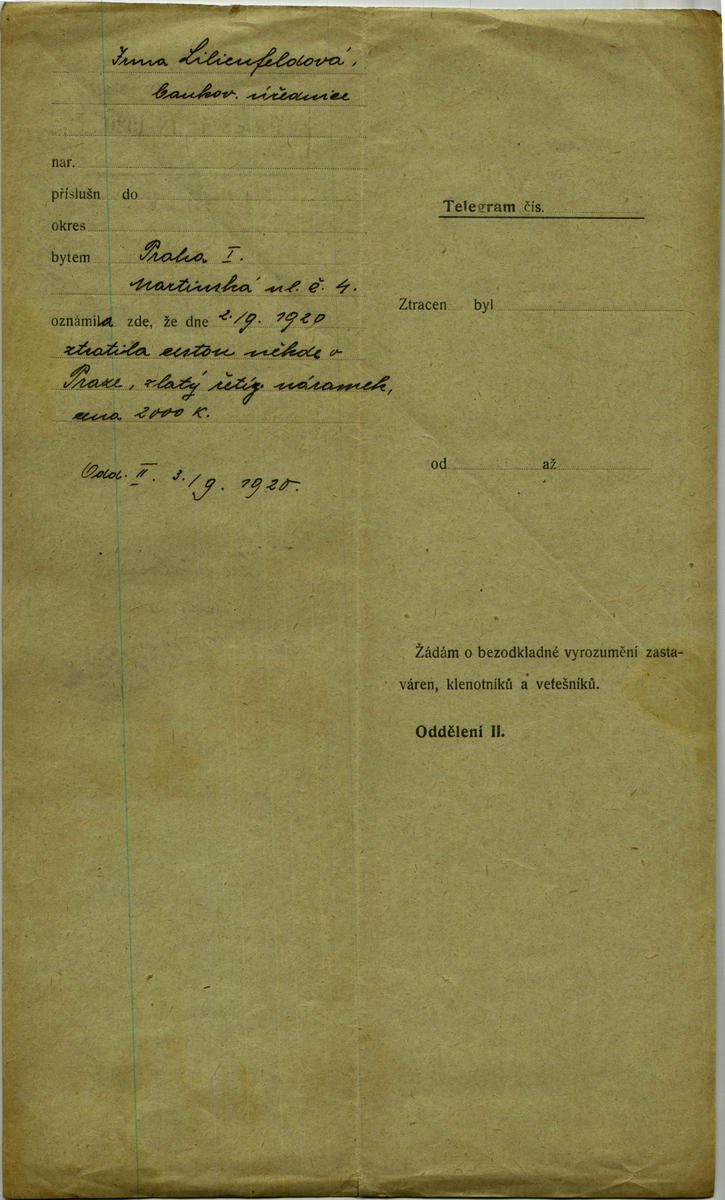 Irma Lilienfeldová,
bankov. úřednice
nar.
příslušn do
okres
bytem Praha I.
Martinská ul. č. 4.
oznámila zde, že dne 2./9. 1920
ztratila cestou někde v
Praze, zlatý řetíz. náramek,
cena 2000 K.
Odd. II. 3./9. 1920.
Telegram čís.
Ztracen byl
od až
Žádám o bezodkladné vyrozumění zasta-
váren, klenotníků a vetešníků.
Oddělení II.